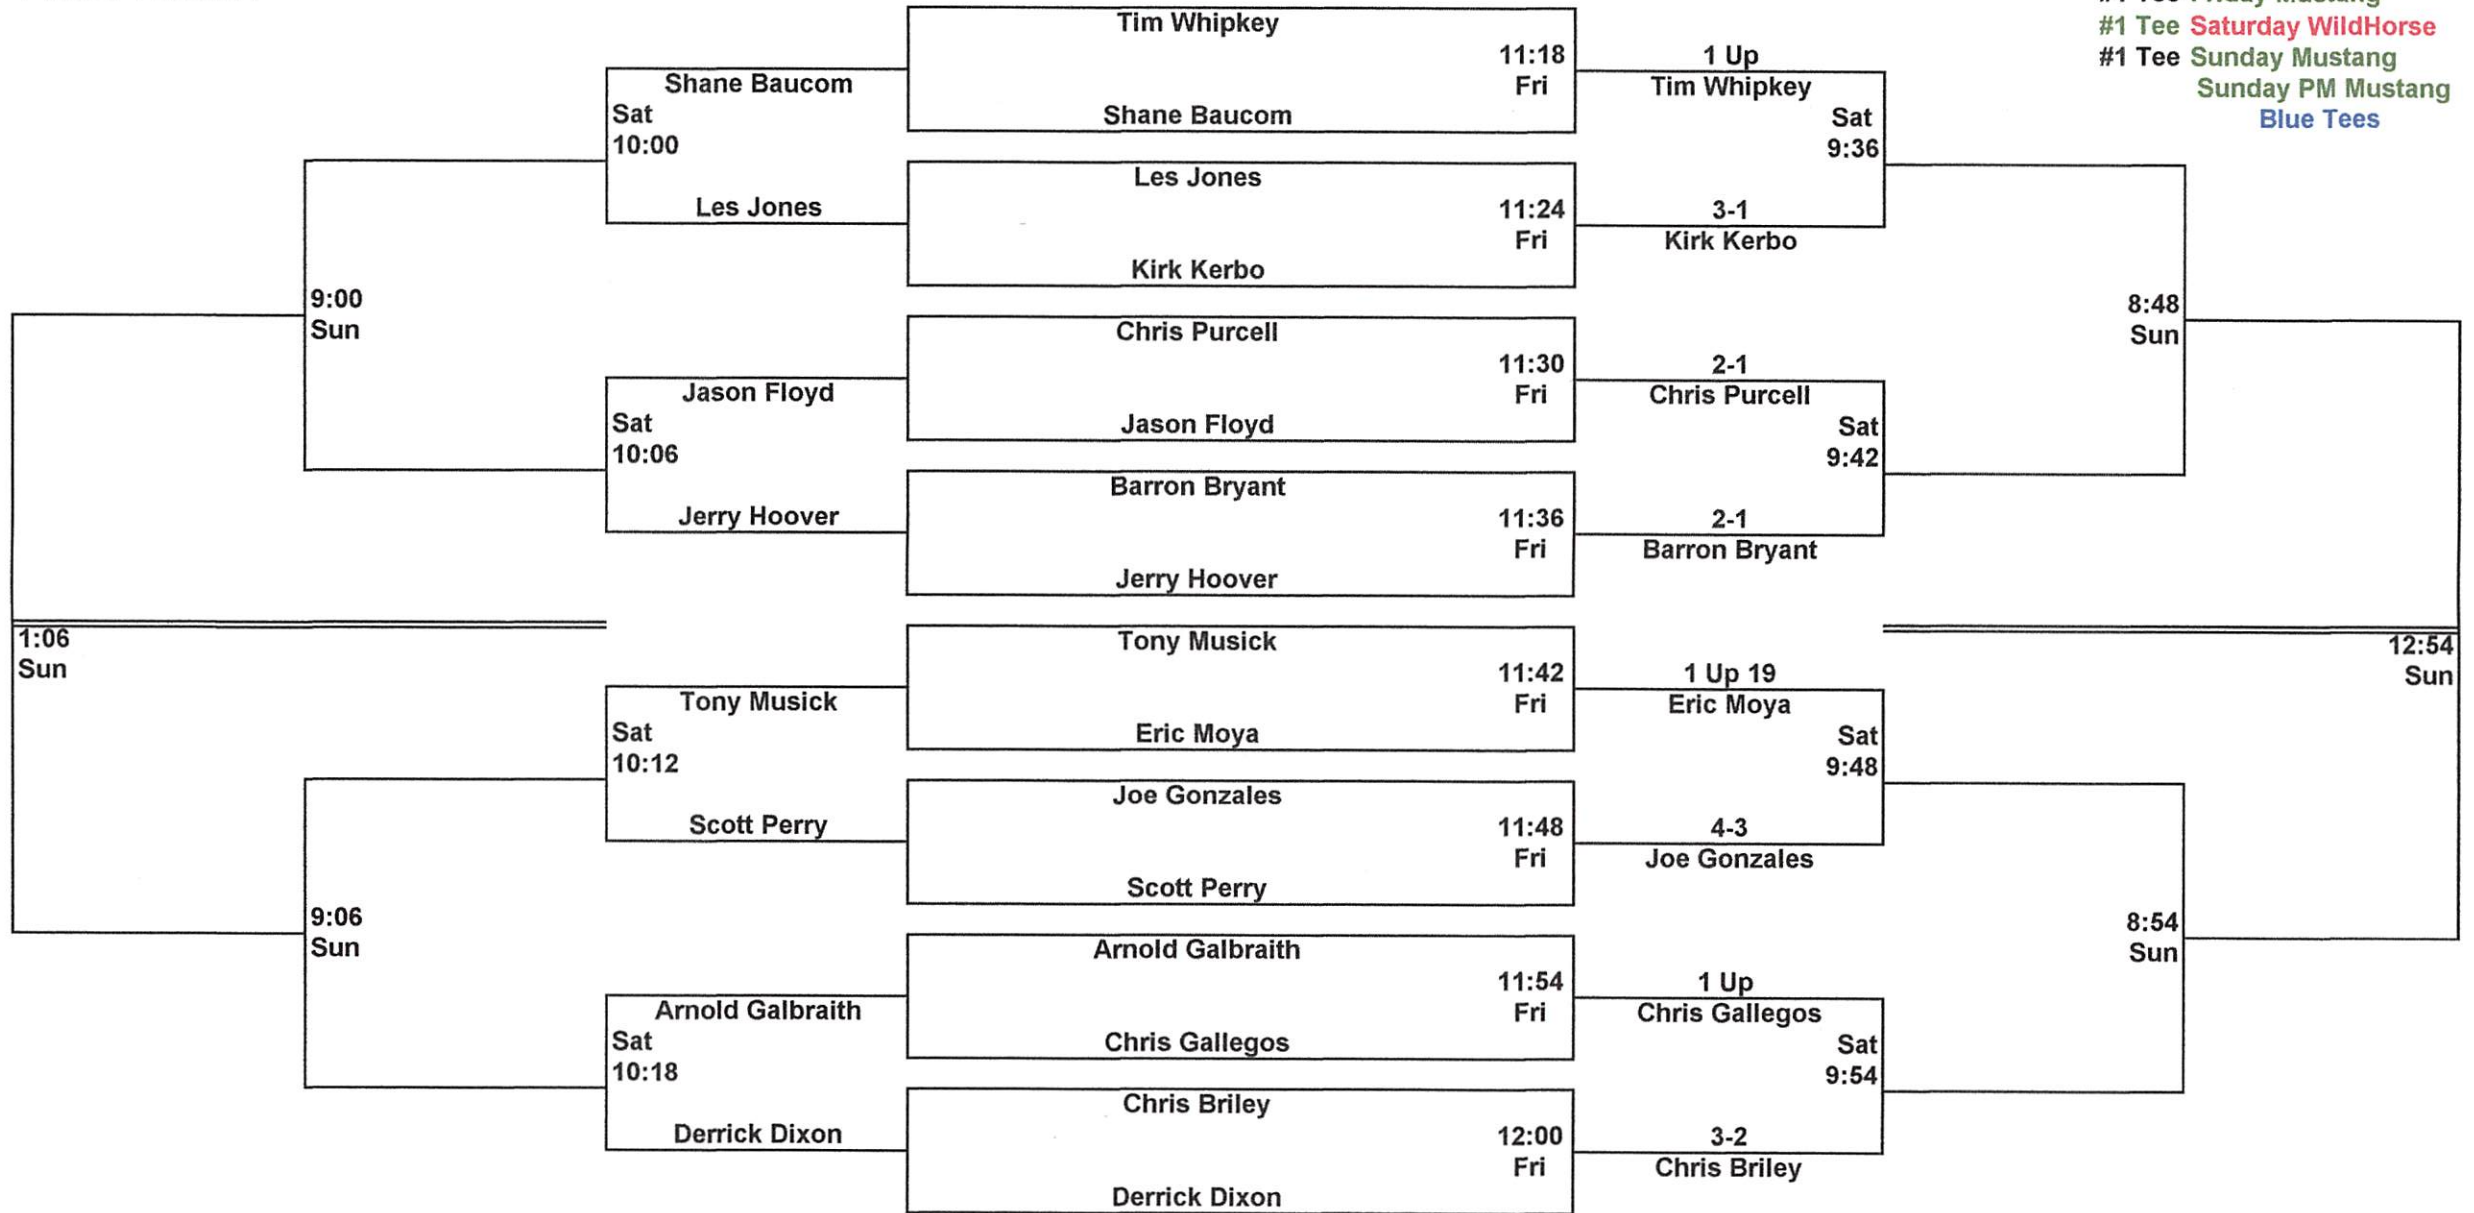 #1 Tee Friday Mustang
#1 Tee Saturday WildHorse
#1 Tee Sunday Mustang
Sunday PM Mustang
Blue Tees
Tim Whipkey
11:18
Fri
Shane Baucom
Les Jones
11:24
Fri
Kirk Kerbo
Chris Purcell
11:30
Fri
Jason Floyd
Barron Bryant
11:36
Fri
Jerry Hoover
Tony Musick
11:42
Fri
Eric Moya
Joe Gonzales
11:48
Fri
Scott Perry
Arnold Galbraith
11:54
Fri
Chris Gallegos
Chris Briley
12:00
Fri
Derrick Dixon
Shane Baucom
Sat
10:00
Les Jones
Jason Floyd
Sat
10:06
Jerry Hoover
Tony Musick
Sat
10:12
Scott Perry
Arnold Galbraith
Sat
10:18
Derrick Dixon
9:00
Sun
9:06
Sun
1:06
Sun
1 Up
Tim Whipkey
Sat
9:36
3-1
Kirk Kerbo
2-1
Chris Purcell
Sat
9:42
2-1
Barron Bryant
1 Up 19
Eric Moya
Sat
9:48
4-3
Joe Gonzales
1 Up
Chris Gallegos
Sat
9:54
3-2
Chris Briley
8:48
Sun
8:54
Sun
12:54
Sun